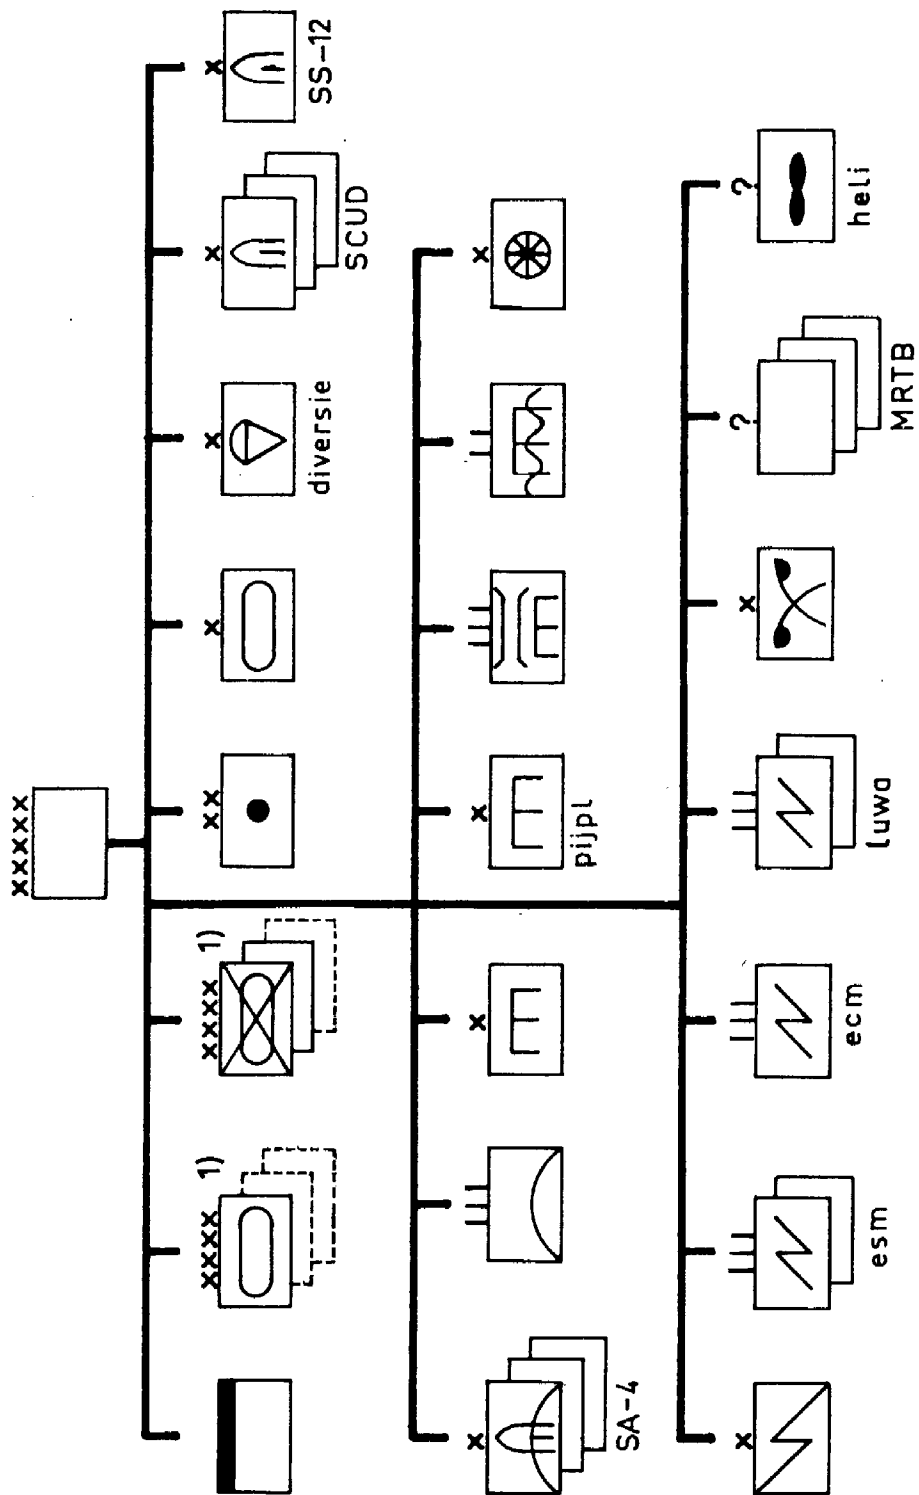 xxxxx
xxxx 1)
xxxx 1)
xx
x
x
x
x
diversie
SCUD
SS-12
x
x
x
x
SA-4
pijpl
x
x
?
?
esm
ecm
luwa
MRTB
heli